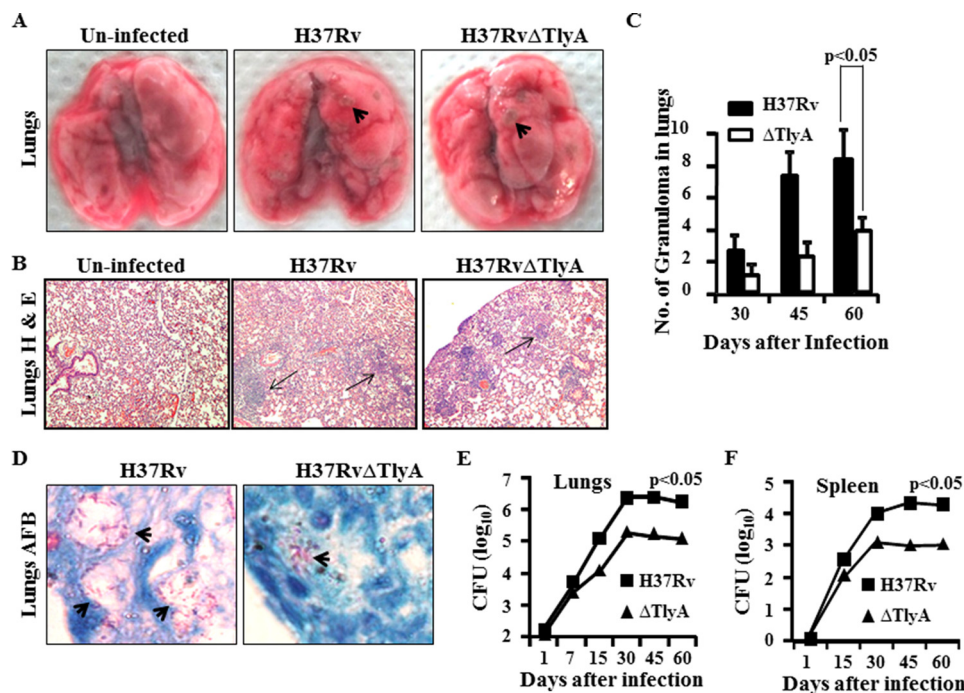 A
Un-infected
H37Rv
H37RvΔTlyA
Lungs
B
Un-infected
H37Rv
H37RvΔTlyA
Lungs H & E
C
p<0.05
H37Rv
ΔTlyA
No. of Granuloma in lungs
10
8
6
4
2
0
30 45 60
Days after Infection
D
H37Rv
H37RvΔTlyA
Lungs AFB
E
Lungs
p<0.05
CFU (log10)
7
6
5
4
3
2
H37Rv
ΔTlyA
1 7 15 30 45 60
Days after infection
F
Spleen
p<0.05
CFU (log10)
5
4
3
2
1
0
H37Rv
ΔTlyA
1 15 30 45 60
Days after infection